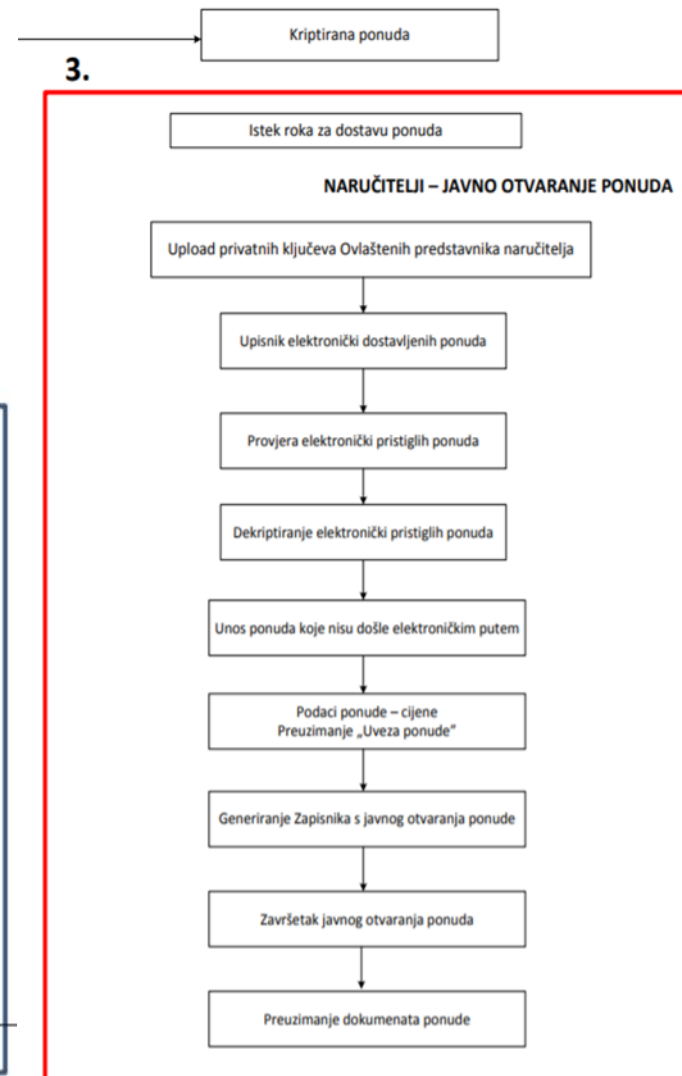 Kriptirana ponuda
3.
Istek roka za dostavu ponuda
NARUČITELJI – JAVNO OTVARANJE PONUDA
Upload privatnih ključeva Ovlaštenih predstavnika naručitelja
Upisnik elektronički dostavljenih ponuda
Provjera elektronički pristiglih ponuda
Dekriptiranje elektronički pristiglih ponuda
Unos ponuda koje nisu došle elektroničkim putem
Podaci ponude – cijene
Preuzimanje „Uveza ponude”
Generiranje Zapisnika s javnog otvaranja ponude
Završetak javnog otvaranja ponuda
Preuzimanje dokumenata ponude